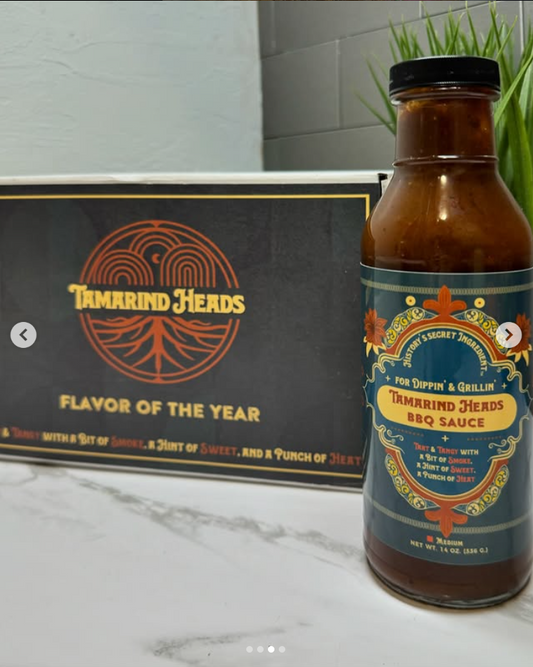 TAMARIND HEADS
FLAVOR OF THE YEAR
& TANGY WITH A BIT OF SMOKE, A HINT OF SWEET, AND A PUNCH OF HEAT
HISTORY'S SECRET INGREDIENT™
FOR DIPPIN' & GRILLIN'
TAMARIND HEADS
BBQ SAUCE
TART & TANGY WITH
A BIT OF SMOKE,
A HINT OF SWEET,
A PUNCH OF HEAT
MEDIUM
NET WT. 14 OZ. (336 G.)